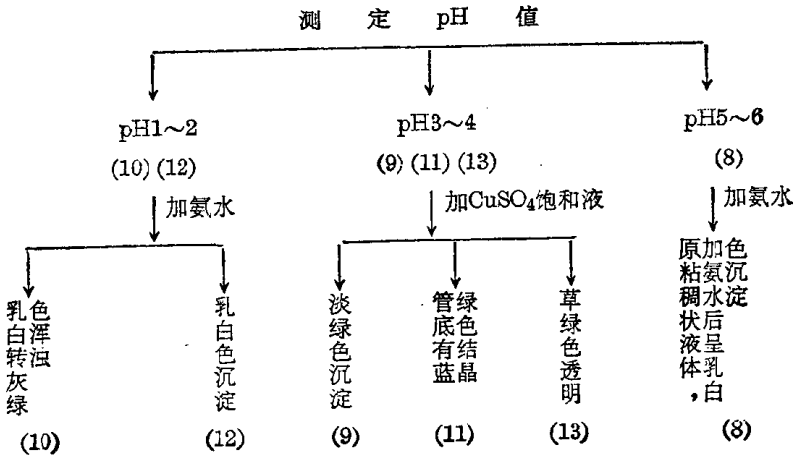 测 定 pH 值
pH1～2
pH3～4
pH5～6
(10) (12)
(9) (11) (13)
(8)
加氨水
加CuSO₄饱和液
加氨水
乳白转灰绿
色浑浊
乳白色沉淀
淡绿色沉淀
管底有蓝
绿色结晶
草绿色透明
原粘稠状液体，
加氨水后呈乳白
色沉淀
(10)
(12)
(9)
(11)
(13)
(8)